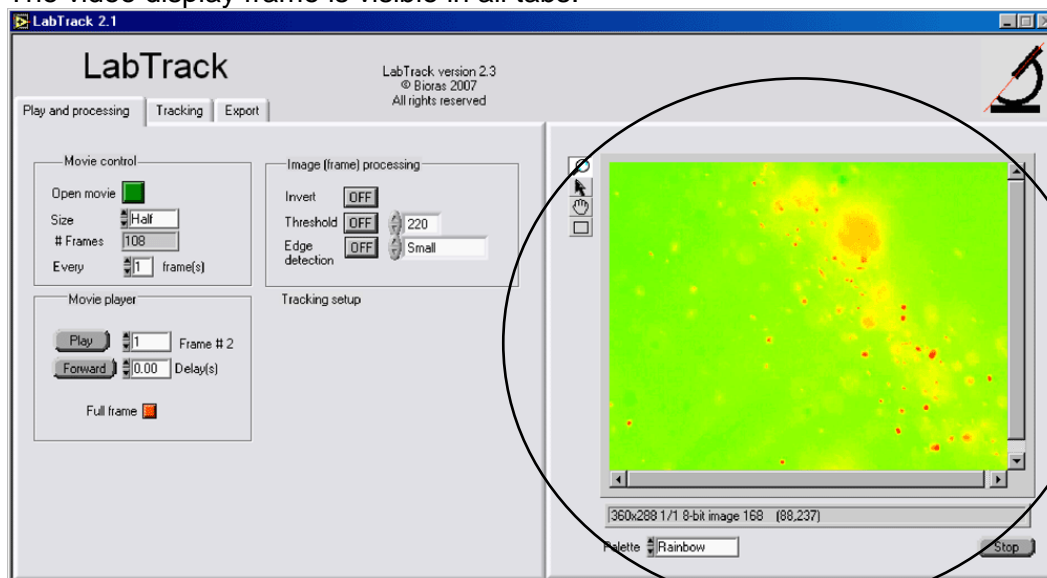 The video display frame is visible in all tabs.
LabTrack 2.1
LabTrack
LabTrack version 2.3
© Bioras 2007
All rights reserved
Play and processing
Tracking
Export
Movie control
Open movie
Size Half
# Frames 108
Every 1 frame(s)
Image (frame) processing
Invert OFF
Threshold OFF 220
Edge detection OFF Small
Movie player
Play 1 Frame # 2
Forward 0.00 Delay(s)
Full frame
Tracking setup
360x288 1/1 8-bit image 168 (88,237)
Palette Rainbow
Stop